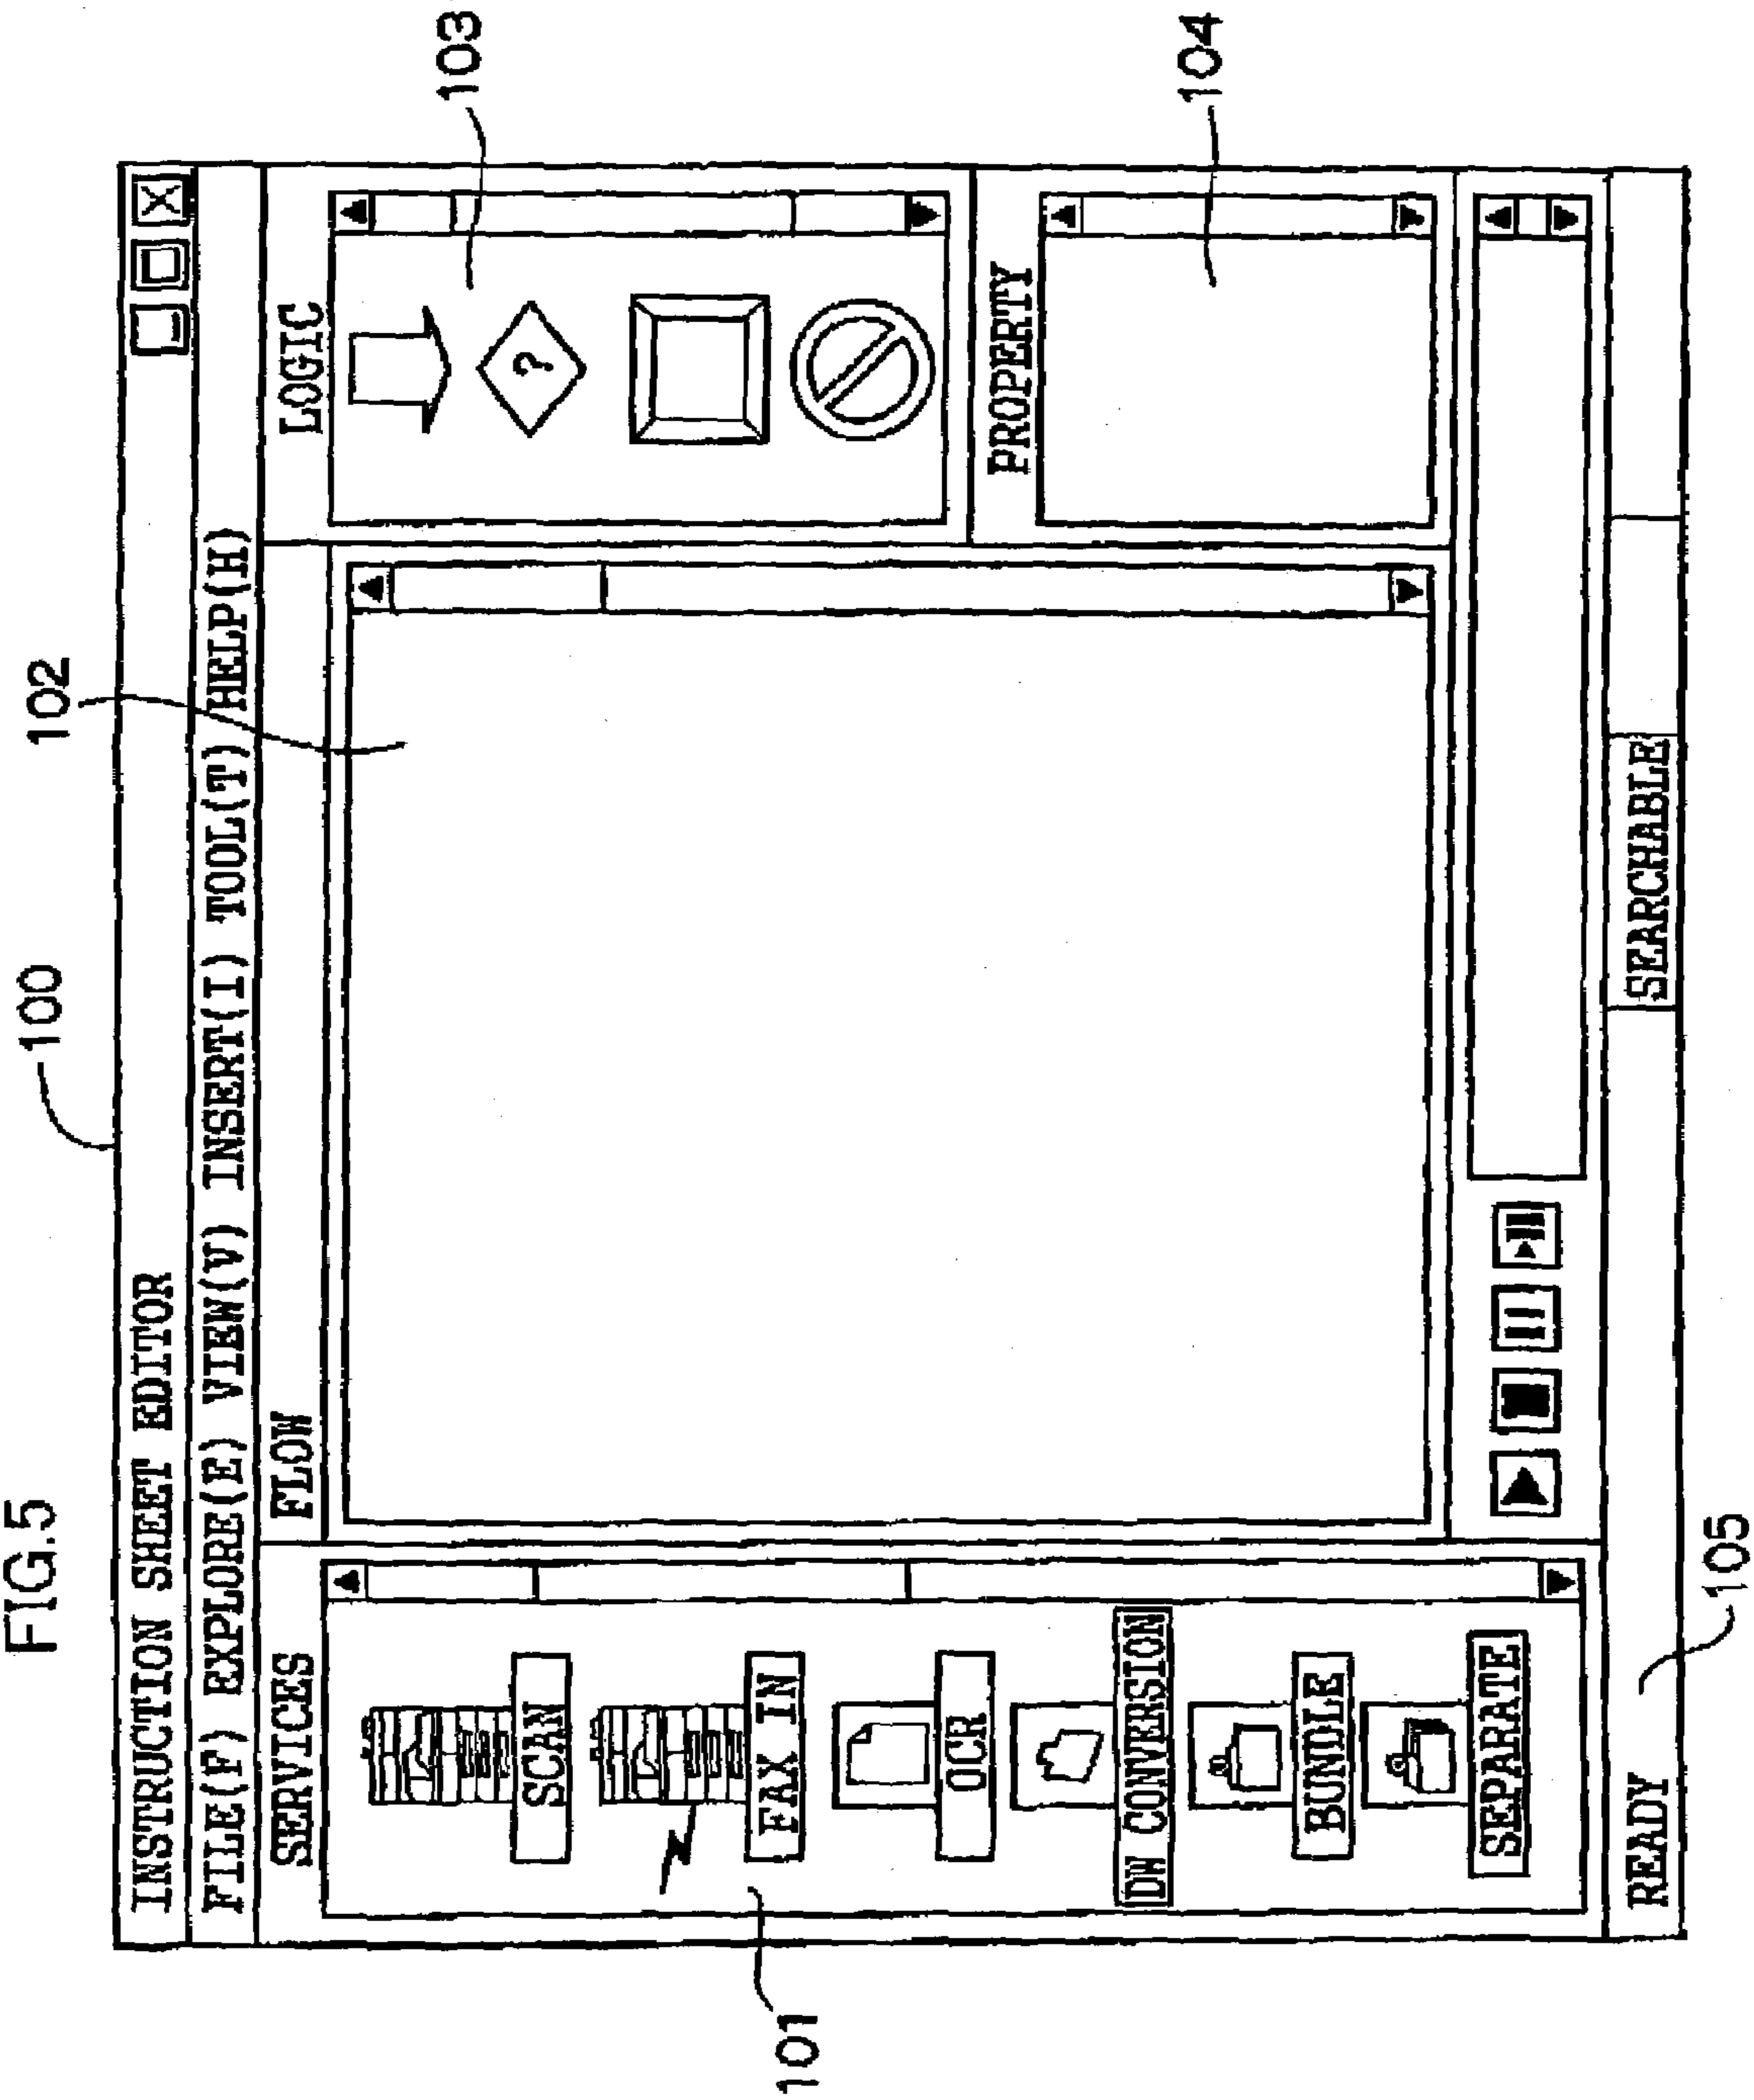 FIG.5
100
102
INSTRUCTION SHEET EDITOR
FILE(F) EXPLORE(E) VIEW(V) INSERT(I) TOOL(T)/HELP(H)
SERVICES
FLOW
LOGIC
103
SCAN
?
FAX IN
101
OCR
DW CONVERSION
BUNDLE
SEPARATE
PROPERTY
104
READY
SEARCHABLE
105